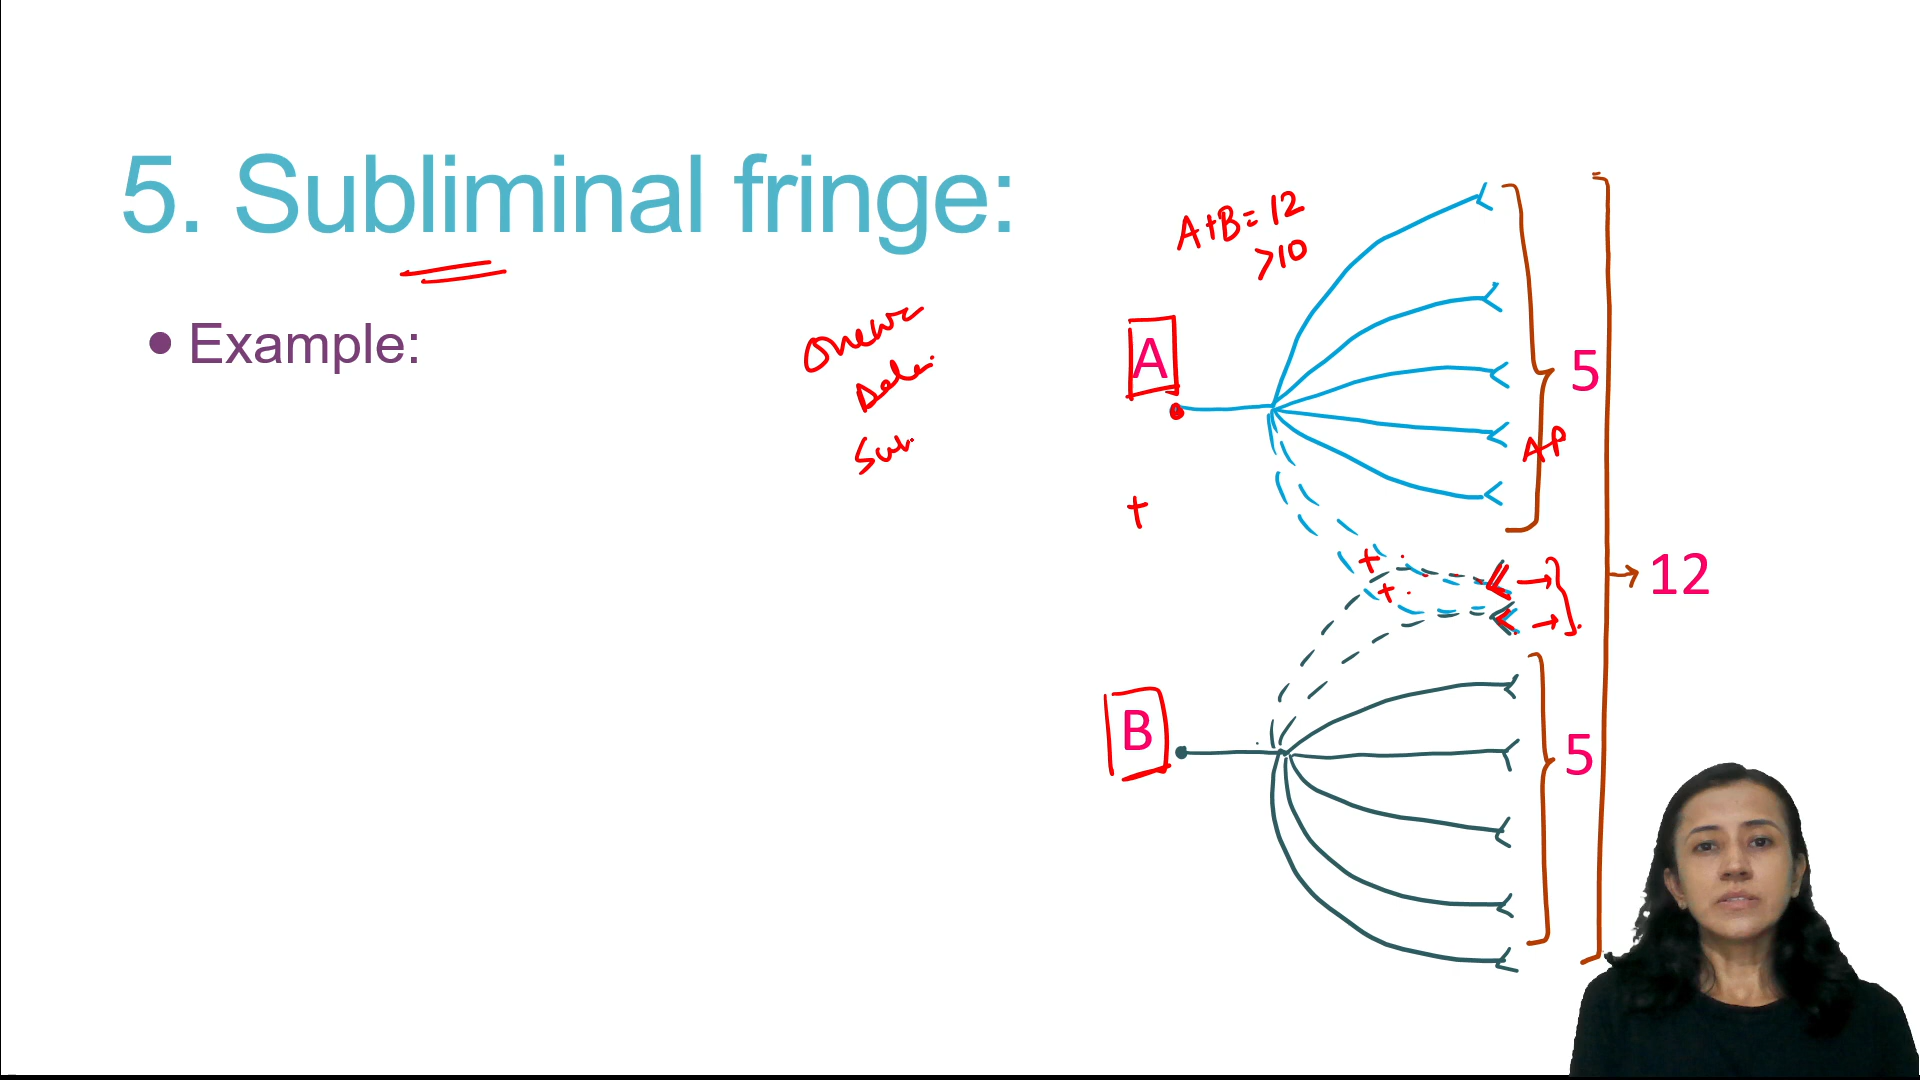 5. Subliminal fringe:
• Example:
A+B = 12
>10
A
5
AP
+
+
+
12
B
5